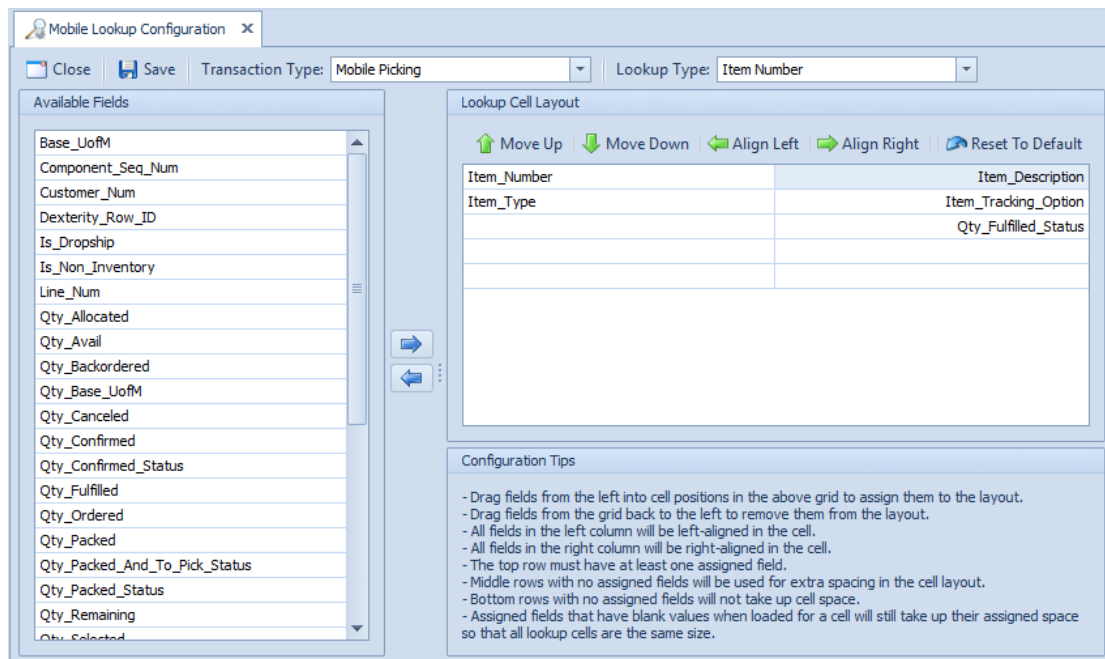 Mobile Lookup Configuration X
Close Save Transaction Type: Mobile Picking Lookup Type: Item Number
Available Fields
Base_UofM
Component_Seq_Num
Customer_Num
Dexterity_Row_ID
Is_Dropship
Is_Non_Inventory
Line_Num
Qty_Allocated
Qty_Avail
Qty_Backordered
Qty_Base_UofM
Qty_Canceled
Qty_Confirmed
Qty_Confirmed_Status
Qty_Fulfilled
Qty_Ordered
Qty_Packed
Qty_Packed_And_To_Pick_Status
Qty_Packed_Status
Qty_Remaining
Qty_Selected
Lookup Cell Layout
Move Up Move Down Align Left Align Right Reset To Default
Item_Number Item_Description
Item_Type Item_Tracking_Option
Qty_Fulfilled_Status
Configuration Tips
- Drag fields from the left into cell positions in the above grid to assign them to the layout.
- Drag fields from the grid back to the left to remove them from the layout.
- All fields in the left column will be left-aligned in the cell.
- All fields in the right column will be right-aligned in the cell.
- The top row must have at least one assigned field.
- Middle rows with no assigned fields will be used for extra spacing in the cell layout.
- Bottom rows with no assigned fields will not take up cell space.
- Assigned fields that have blank values when loaded for a cell will still take up their assigned space
so that all lookup cells are the same size.